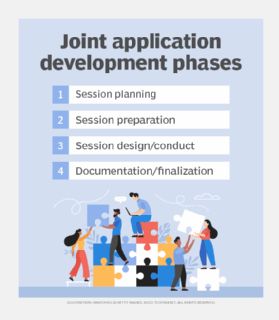 Joint application
development phases
1 Session planning
2 Session preparation
3 Session design/conduct
4 Documentation/finalization